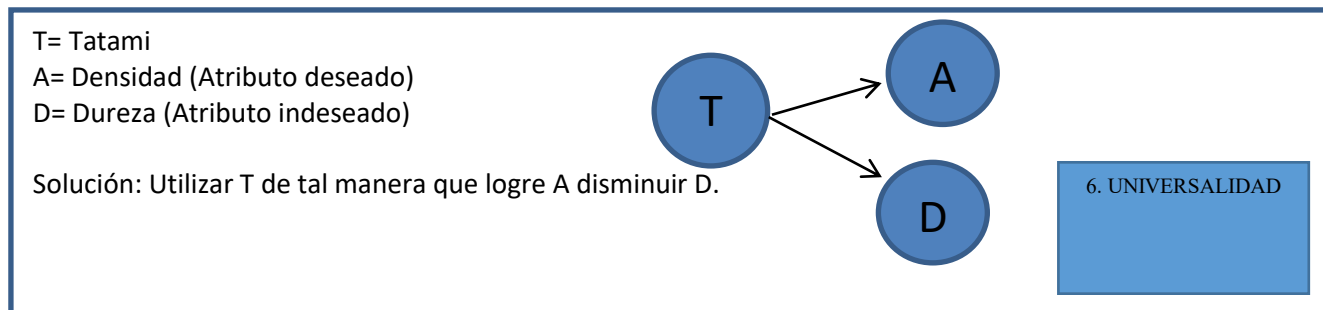 T= Tatami
A= Densidad (Atributo deseado)
D= Dureza (Atributo indeseado)
Solución: Utilizar T de tal manera que logre A disminuir D.
T
A
D
6. UNIVERSALIDAD